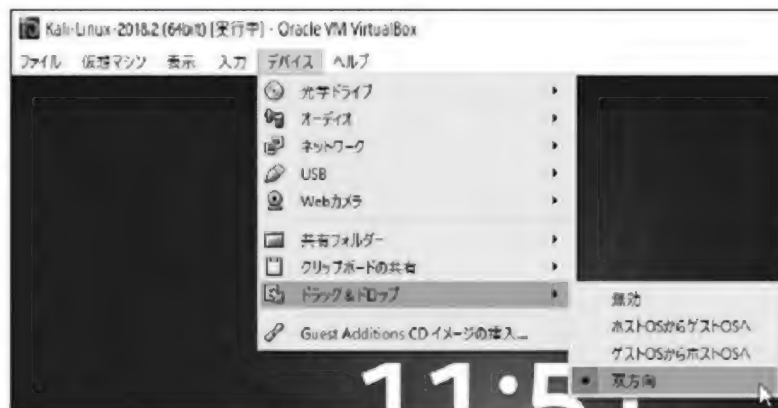 Kali-Linux-2018.2 (64bit) [実行中] - Oracle VM VirtualBox
ファイル 仮想マシン 表示 入力 デバイス ヘルプ
光学ドライブ
オーディオ
ネットワーク
USB
Webカメラ
共有フォルダー
クリップボードの共有
ドラッグ&ドロップ
Guest Additions CD イメージの挿入...
無効
ホストOSからゲストOSへ
ゲストOSからホストOSへ
双方向